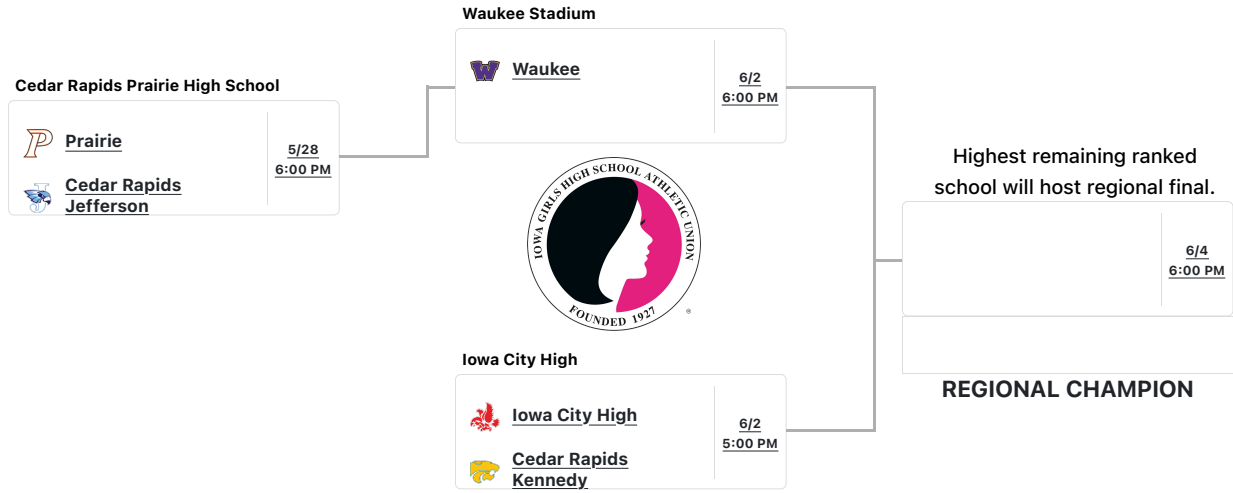 Waukee Stadium
W
Waukee
6/2
6:00 PM
Cedar Rapids Prairie High School
P
Prairie
J
Cedar Rapids
Jefferson
5/28
6:00 PM
IOWA GIRLS HIGH SCHOOL ATHLETIC UNION
FOUNDED 1927
®
Highest remaining ranked
school will host regional final.
6/4
6:00 PM
REGIONAL CHAMPION
Iowa City High
Iowa City High
Cedar Rapids
Kennedy
6/2
5:00 PM